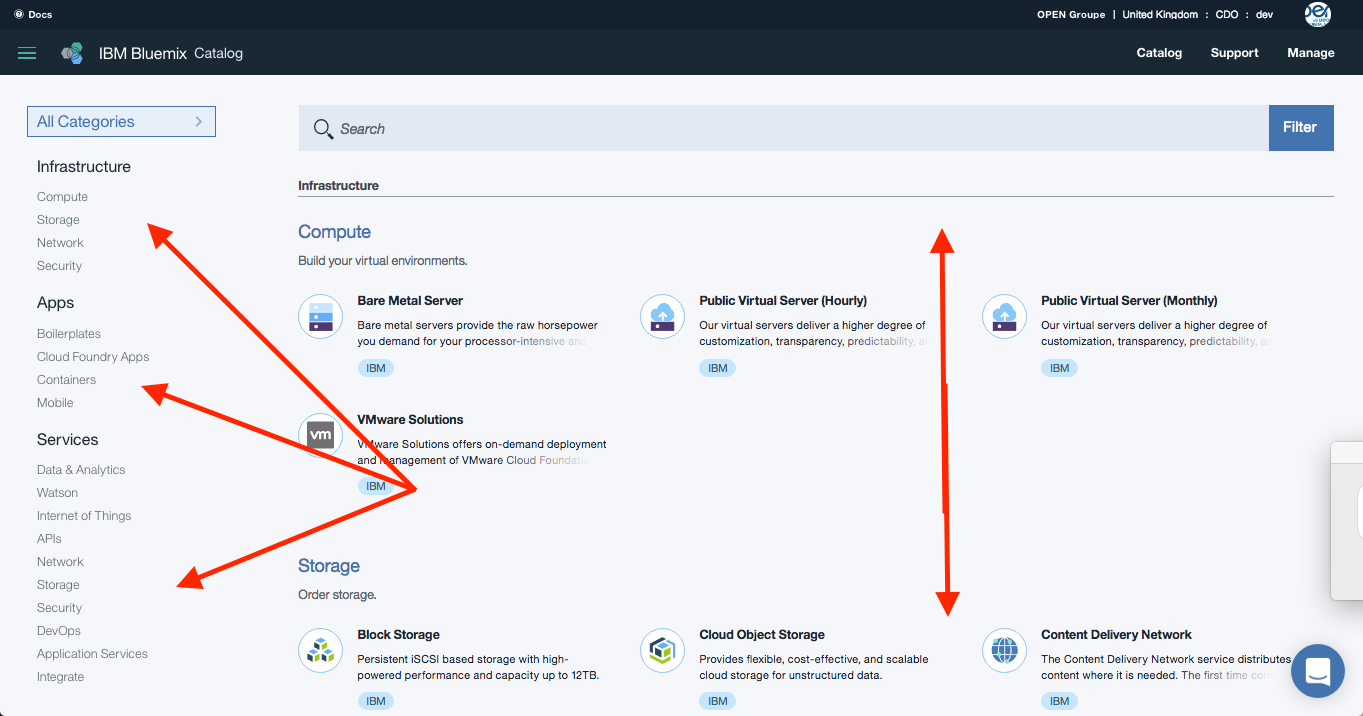 Docs
OPEN Groupe | United Kingdom : CDO : dev
IBM Bluemix Catalog
Catalog Support Manage
All Categories
Infrastructure
Compute
Storage
Network
Security
Apps
Boilerplates
Cloud Foundry Apps
Containers
Mobile
Services
Data & Analytics
Watson
Internet of Things
APIs
Network
Storage
Security
DevOps
Application Services
Integrate
Search
Filter
Infrastructure
Compute
Build your virtual environments.
Bare Metal Server
Bare metal servers provide the raw horsepower
you demand for your processor-intensive and
IBM
Public Virtual Server (Hourly)
Our virtual servers deliver a higher degree of
customization, transparency, predictability,
IBM
Public Virtual Server (Monthly)
Our virtual servers deliver a higher degree of
customization, transparency, predictability,
IBM
vm
VMware Solutions
VMware Solutions offers on-demand deployment
and management of VMware Cloud
IBM
Storage
Order storage.
Block Storage
Persistent iSCSI based storage with high-
powered performance and capacity up to 12TB.
IBM
Cloud Object Storage
Provides flexible, cost-effective, and scalable
cloud storage for unstructured data.
IBM
Content Delivery Network
The Content Delivery Network service distributes
content where it is needed. The first time
IBM